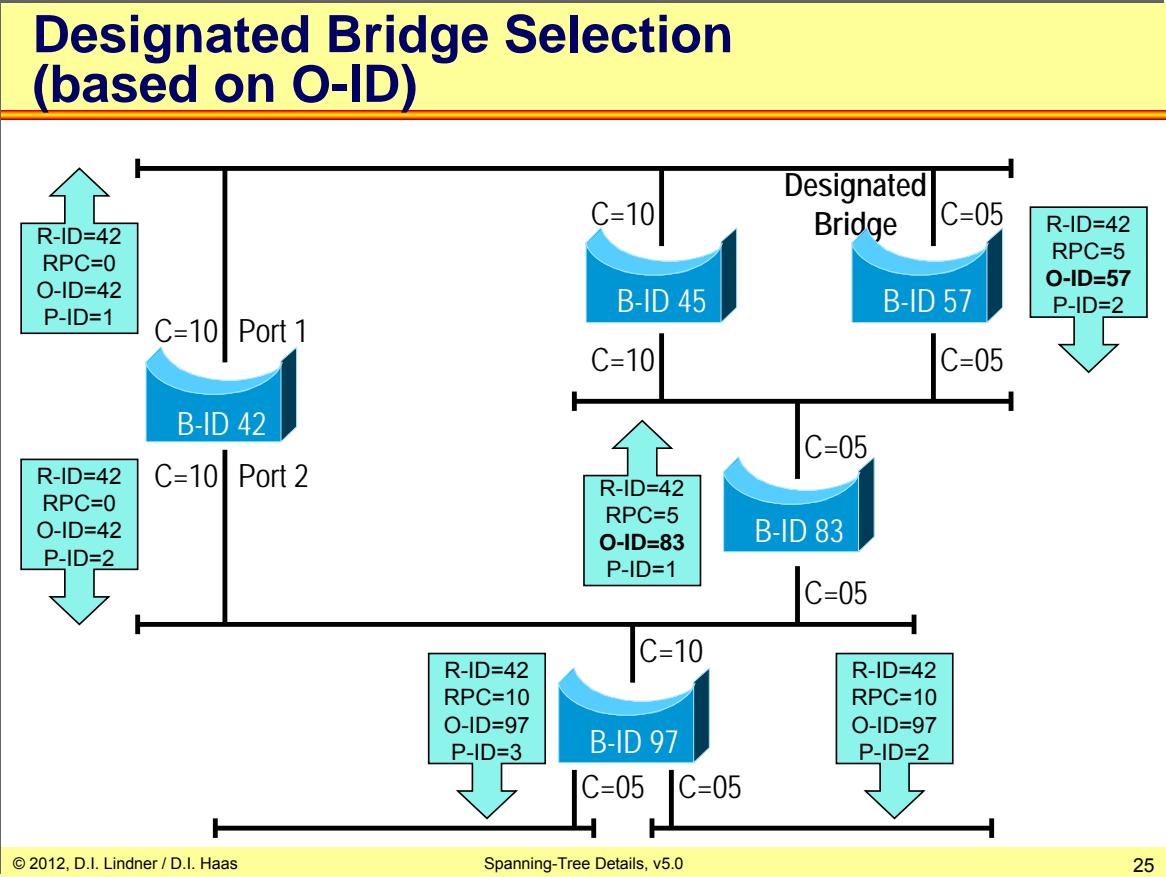 Designated Bridge Selection
(based on O-ID)
R-ID=42
RPC=0
O-ID=42
P-ID=1
C=10
Port 1
B-ID 42
C=10
Port 2
R-ID=42
RPC=0
O-ID=42
P-ID=2
C=10
B-ID 45
C=10
Designated
Bridge
C=05
B-ID 57
C=05
R-ID=42
RPC=5
O-ID=57
P-ID=2
R-ID=42
RPC=5
O-ID=83
P-ID=1
C=05
B-ID 83
C=05
R-ID=42
RPC=10
O-ID=97
P-ID=3
C=10
B-ID 97
C=05
C=05
R-ID=42
RPC=10
O-ID=97
P-ID=2
© 2012, D.I. Lindner / D.I. Haas
Spanning-Tree Details, v5.0
25